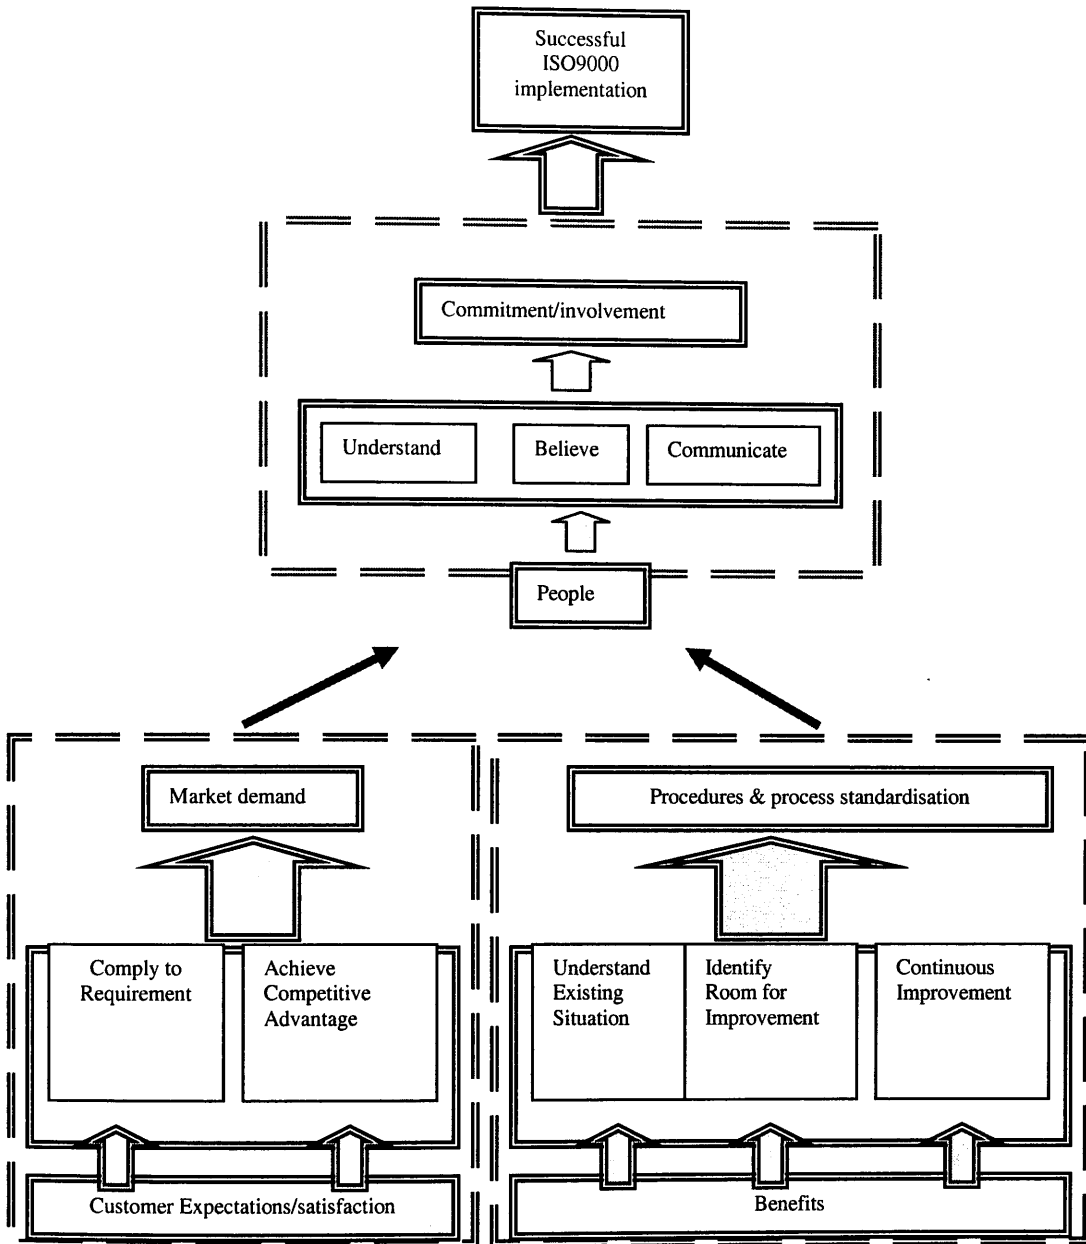 Successful
ISO9000
implementation
Commitment/involvement
Understand
Believe
Communicate
People
Market demand
Procedures & process standardisation
Comply to
Requirement
Achieve
Competitive
Advantage
Understand
Existing
Situation
Identify
Room for
Improvement
Continuous
Improvement
Customer Expectations/satisfaction
Benefits